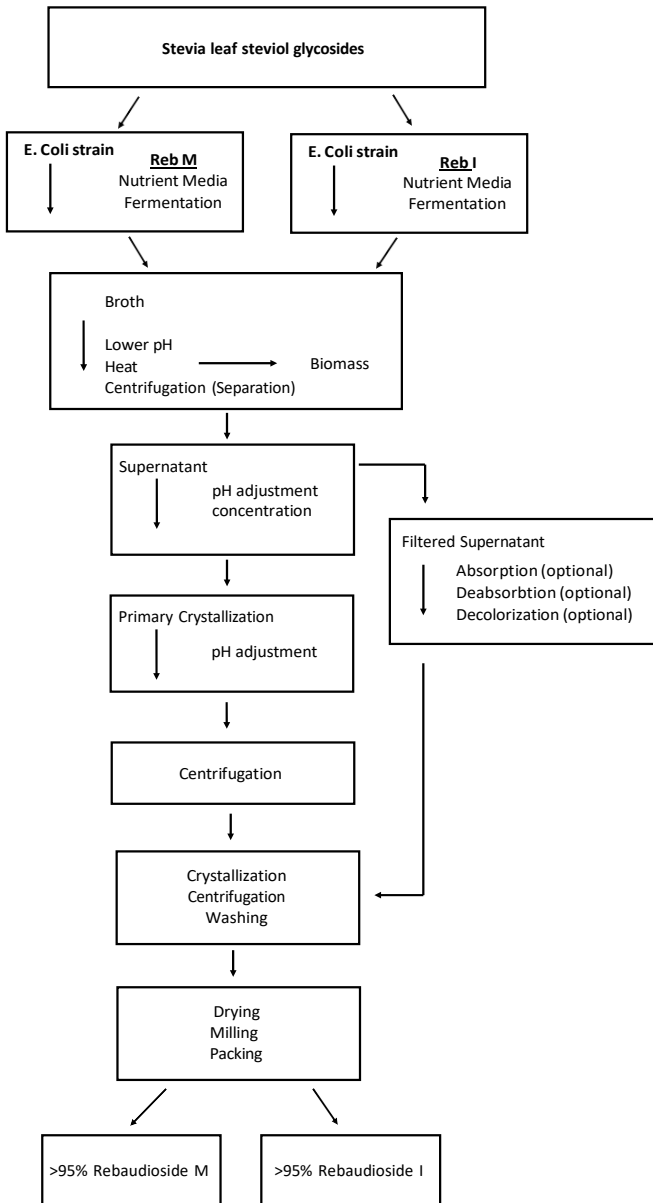 Stevia leaf steviol glycosides
E. Coli strain
Reb M
Nutrient Media
Fermentation
E. Coli strain
Reb I
Nutrient Media
Fermentation
Broth
Lower pH
Heat
Centrifugation (Separation)
Biomass
Supernatant
pH adjustment
concentration
Filtered Supernatant
Absorption (optional)
Deabsorbtion (optional)
Decolorization (optional)
Primary Crystallization
pH adjustment
Centrifugation
Crystallization
Centrifugation
Washing
Drying
Milling
Packing
>95% Rebaudioside M
>95% Rebaudioside I